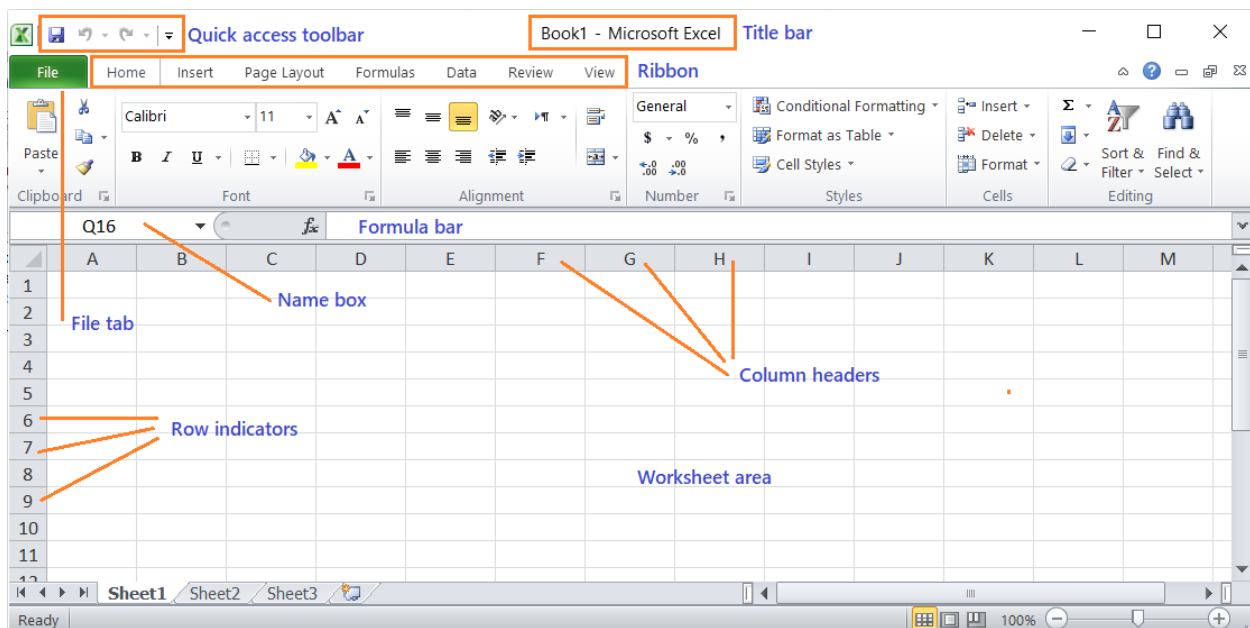 Quick access toolbar
Book1 - Microsoft Excel
Title bar
File Home Insert Page Layout Formulas Data Review View Ribbon
Calibri 11 General Conditional Formatting Insert Σ
Paste $ % , Format as Table Delete Sort & Filter Find & Select
B I U A Cell Styles Format
Clipboard Font Alignment Number Styles Cells Editing
Q16 fx Formula bar
A B C D E F G H I J K L M
1
Name box
2
File tab
3
4
Column headers
5
6
Row indicators
7
8
Worksheet area
9
10
11
Sheet1 Sheet2 Sheet3
Ready 100%